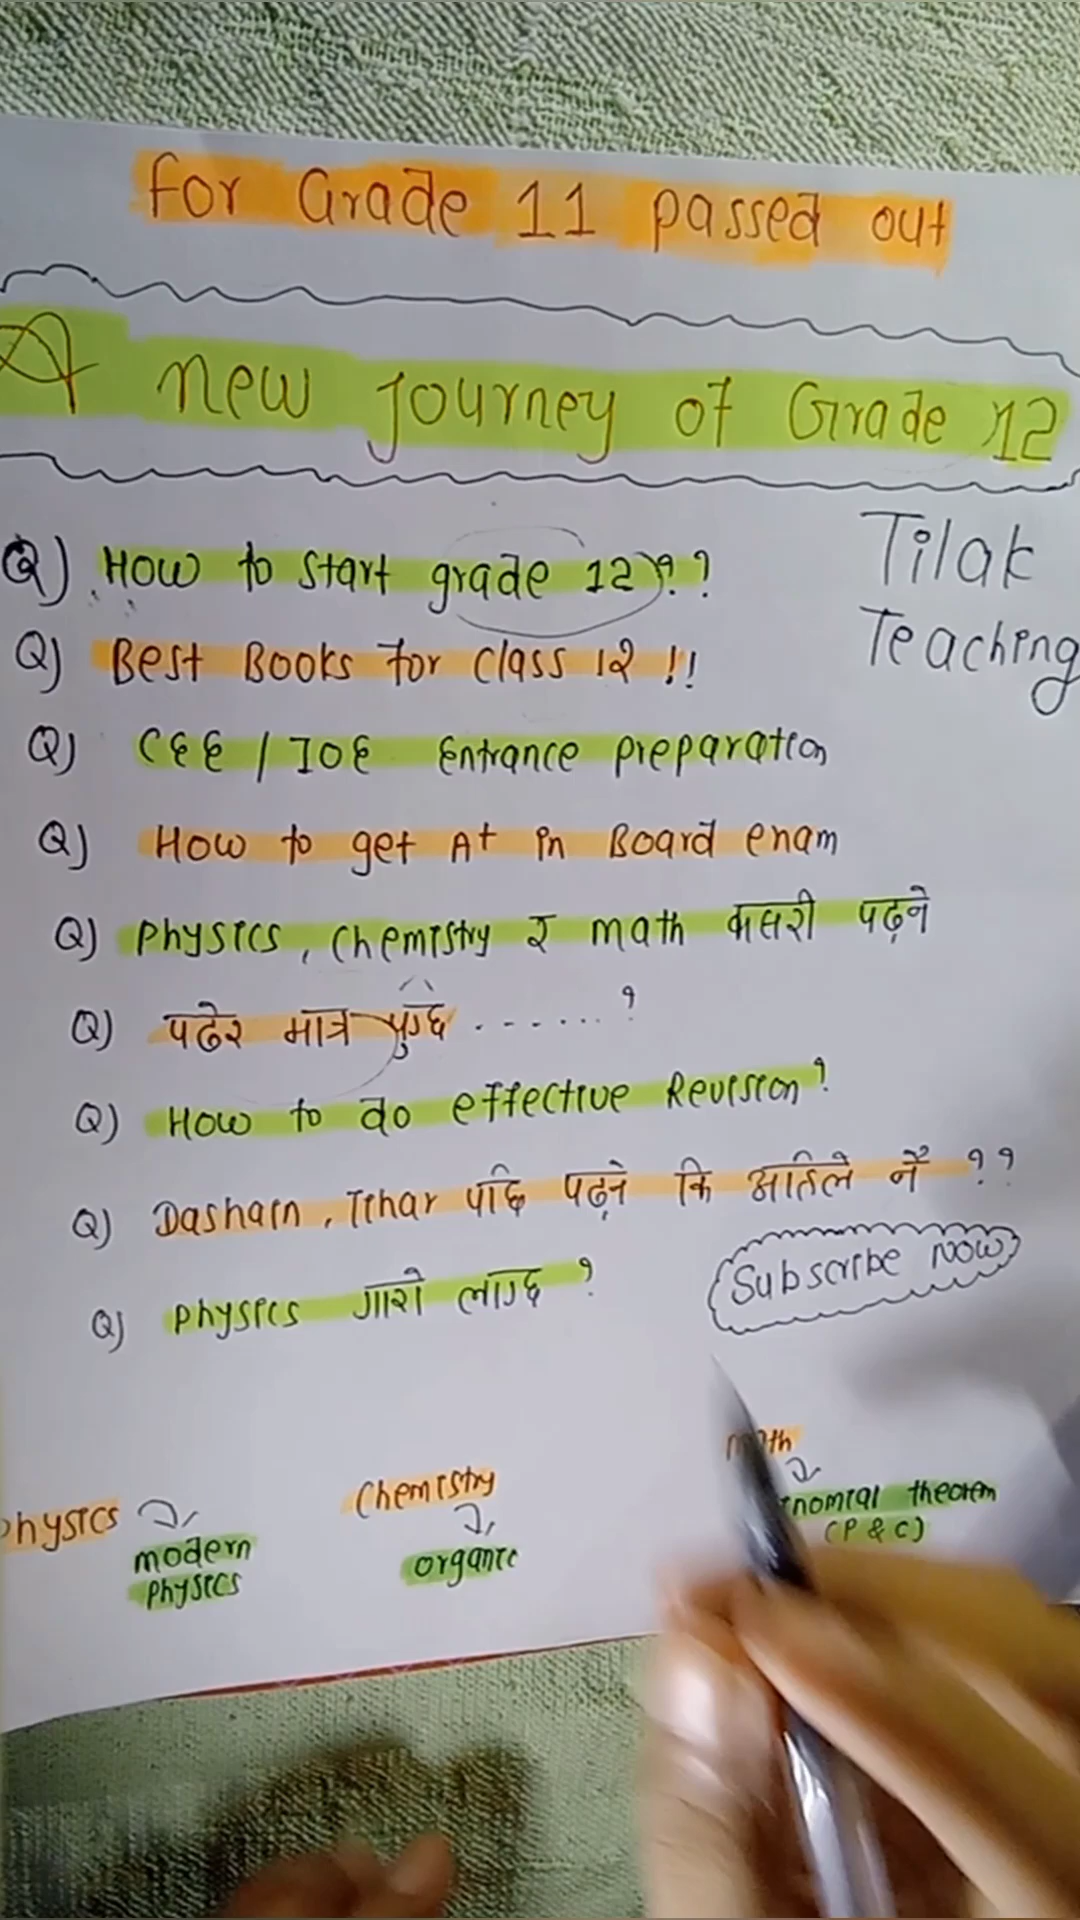 for Grade 11 passed out
A new journey of Grade 12
Tilak
Teaching
Q) How to start grade 12 ???
Q) Best Books for class 12 !!
Q) CEE / IOE Entrance preparation
Q) How to get A+ in Board exam
Q) Physics, Chemistry र math कसरी पढ्ने
Q) पढेर मात्र पुग्छ .......?
Q) How to do effective Revision?
Q) Dashain, Tihar पछि पढ्ने कि अहिले नै ??
Q) Physics गारो लाग्छ ?
Subscribe Now
Physics
modern
Physics
Chemistry
organic
math
nomial theorem
(P & C)